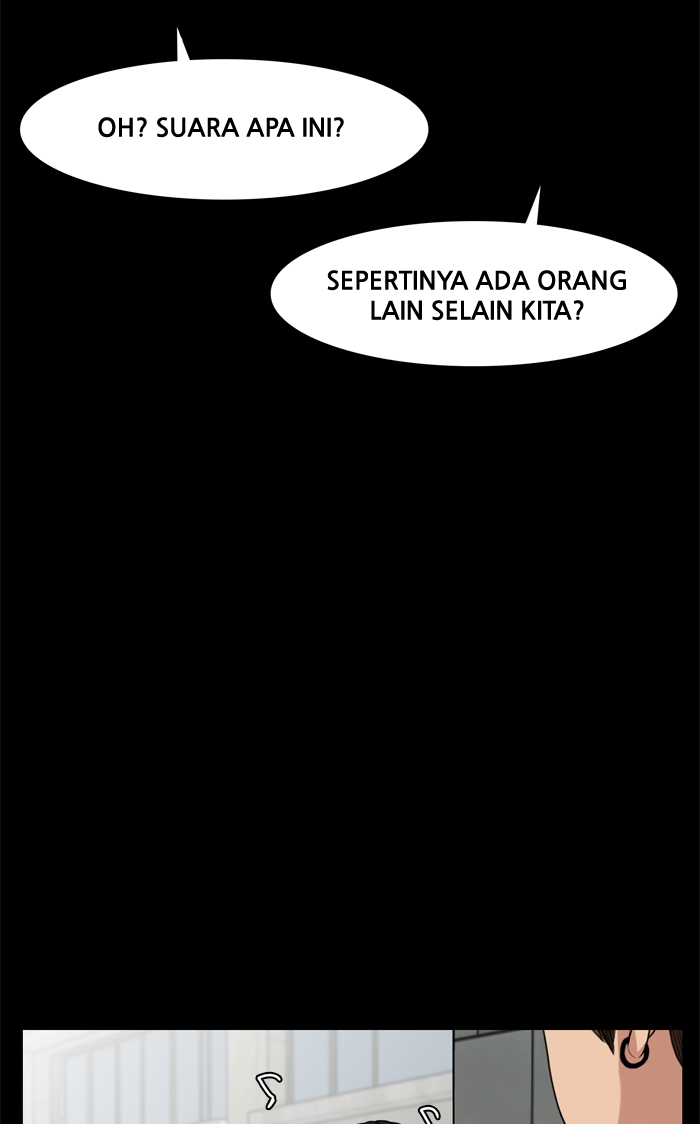 OH? SUARA APA INI?
SEPERTINYA ADA ORANG
LAIN SELAIN KITA?